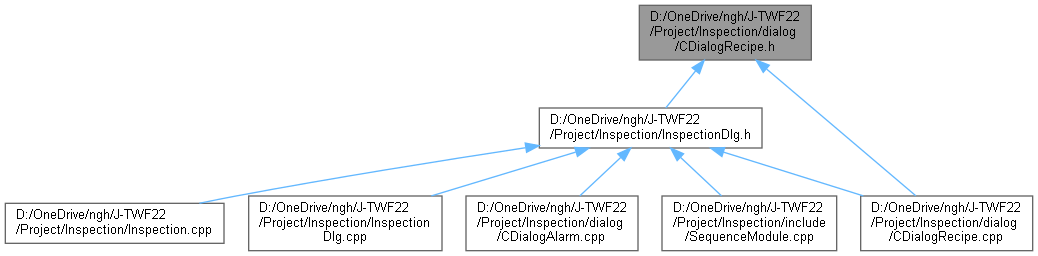 D:/OneDrive/ngh/J-TWF22
/Project/Inspection/dialog
/CDialogRecipe.h
D:/OneDrive/ngh/J-TWF22
/Project/Inspection/InspectionDlg.h
D:/OneDrive/ngh/J-TWF22
/Project/Inspection/Inspection.cpp
D:/OneDrive/ngh/J-TWF22
/Project/Inspection/Inspection
Dlg.cpp
D:/OneDrive/ngh/J-TWF22
/Project/Inspection/dialog
/CDialogAlarm.cpp
D:/OneDrive/ngh/J-TWF22
/Project/Inspection/include
/SequenceModule.cpp
D:/OneDrive/ngh/J-TWF22
/Project/Inspection/dialog
/CDialogRecipe.cpp